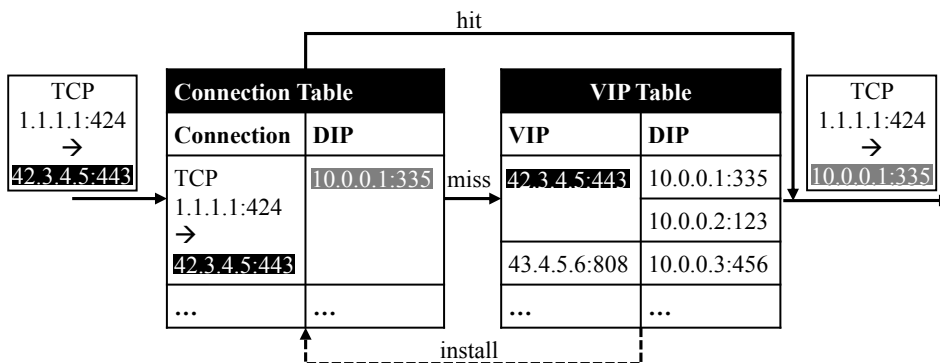 hit
TCP
1.1.1.1:424
→
42.3.4.5:443
Connection Table
Connection DIP
TCP
1.1.1.1:424
→
42.3.4.5:443
10.0.0.1:335
... ...
miss
VIP Table
VIP DIP
42.3.4.5:443 10.0.0.1:335
10.0.0.2:123
43.4.5.6:808 10.0.0.3:456
... ...
TCP
1.1.1.1:424
→
10.0.0.1:335
install